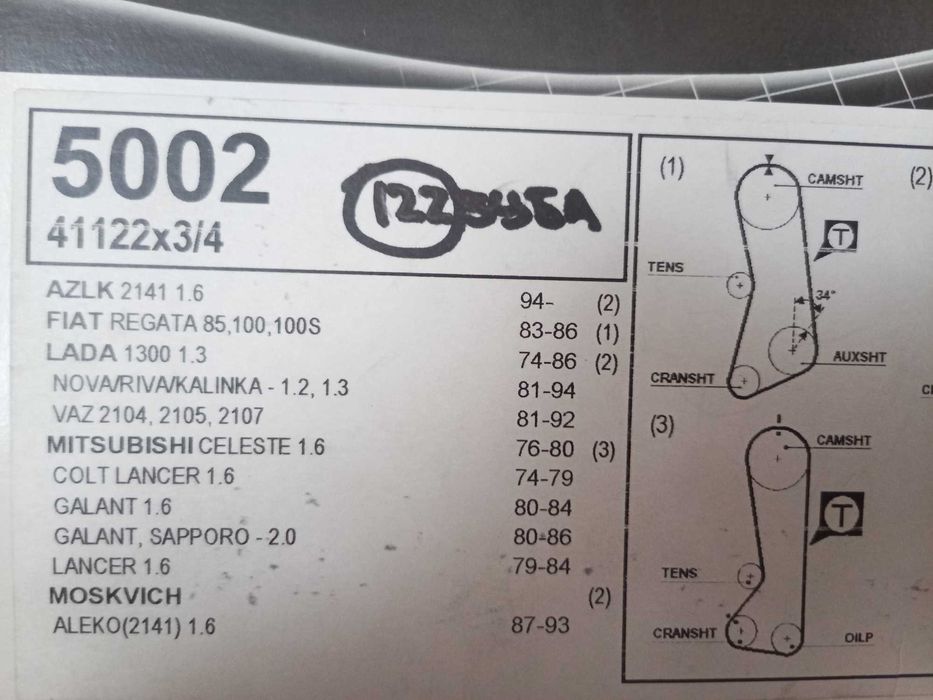 5002
41122x3/4
122 ЗУБА
AZLK 2141 1.6 94- (2)
FIAT REGATA 85,100,100S 83-86 (1)
LADA 1300 1.3 74-86 (2)
NOVA/RIVA/KALINKA - 1.2, 1.3 81-94
VAZ 2104, 2105, 2107 81-92
MITSUBISHI CELESTE 1.6 76-80 (3)
COLT LANCER 1.6 74-79
GALANT 1.6 80-84
GALANT, SAPPORO - 2.0 80-86
LANCER 1.6 79-84
MOSKVICH (2)
ALEKO(2141) 1.6 87-93
(1)
CAMSHT
T
TENS
34°
AUXSHT
CRANSHT
(2)
(3)
CAMSHT
T
TENS
CRANSHT
OILP